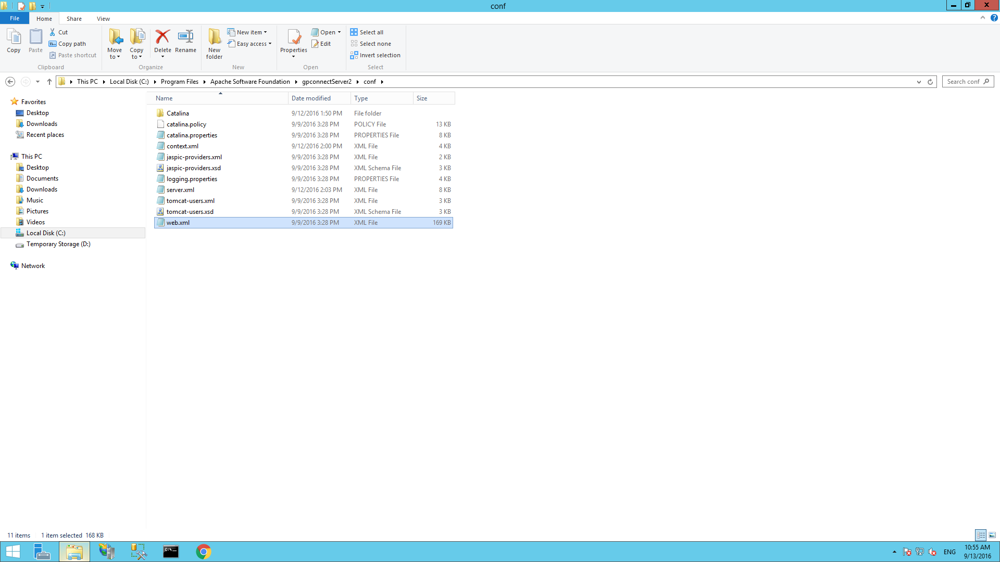 conf
File Home Share View
Copy
Paste
Cut
Copy path
Paste shortcut
Clipboard
Move to
Copy to
Delete
Rename
Organize
New folder
New item
Easy access
New
Properties
Open
Edit
Open
Select all
Select none
Invert selection
Select
This PC Local Disk (C:) Program Files Apache Software Foundation gpconnectServer2 conf
Search conf
Favorites
Desktop
Downloads
Recent places
This PC
Desktop
Documents
Downloads
Music
Pictures
Videos
Local Disk (C:)
Temporary Storage (D:)
Network
Name Date modified Type Size
Catalina 9/12/2016 1:50 PM File folder
catalina.policy 9/9/2016 3:28 PM POLICY File 13 KB
catalina.properties 9/9/2016 3:28 PM PROPERTIES File 8 KB
context.xml 9/12/2016 2:00 PM XML File 4 KB
jaspic-providers.xml 9/9/2016 3:28 PM XML File 2 KB
jaspic-providers.xsd 9/9/2016 3:28 PM XML Schema File 3 KB
logging.properties 9/9/2016 3:28 PM PROPERTIES File 4 KB
server.xml 9/12/2016 2:03 PM XML File 8 KB
tomcat-users.xml 9/9/2016 3:28 PM XML File 3 KB
tomcat-users.xsd 9/9/2016 3:28 PM XML Schema File 3 KB
web.xml 9/9/2016 3:28 PM XML File 169 KB
11 items 1 item selected 168 KB
ENG
10:55 AM
9/13/2016